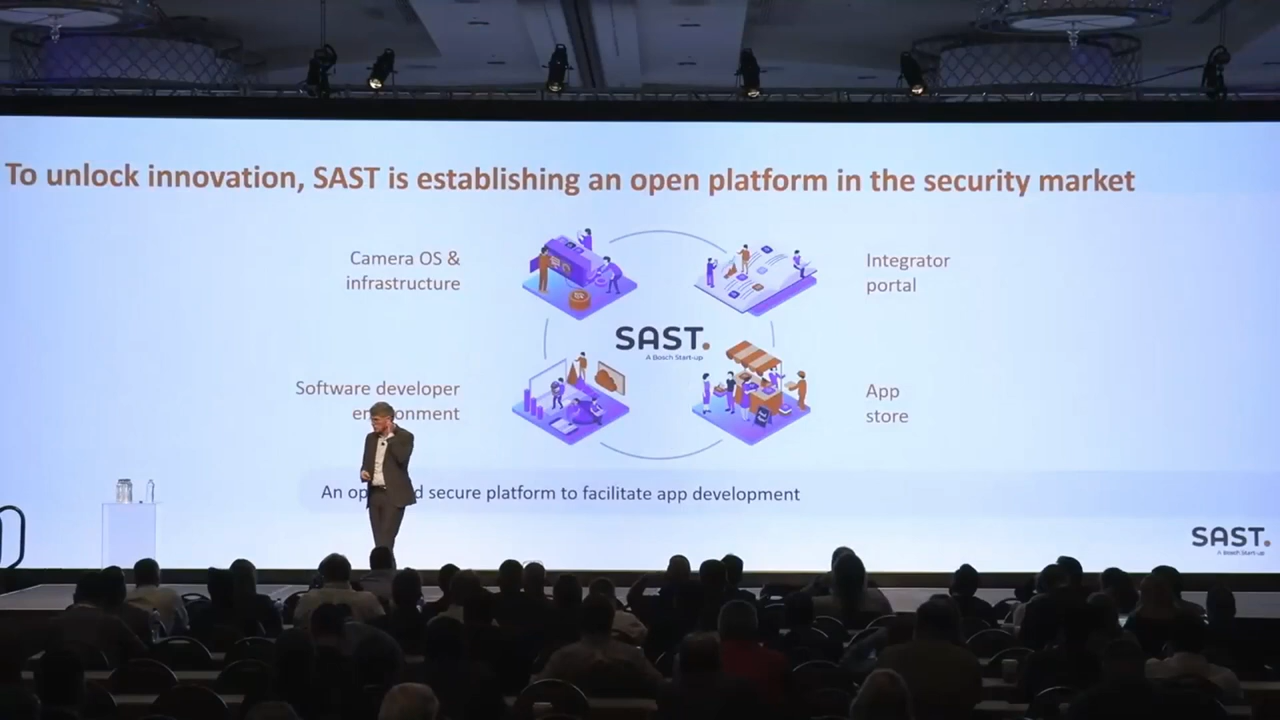 To unlock innovation, SAST is establishing an open platform in the security market
Camera OS &
infrastructure
Integrator
portal
SAST.
A Bosch Start-up
Software developer
App
store
secure platform to facilitate app development
SAST.
A Bosch Start-up